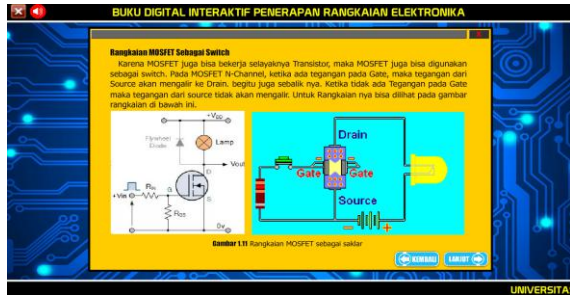 BUKU DIGITAL INTERAKTIF PENERAPAN RANGKAIAN ELEKTRONIKA
Rangkaian MOSFET Sebagai Switch
Karena MOSFET juga bisa bekerja selayaknya Transistor, maka MOSFET juga bisa digunakan
sebagai switch. Pada MOSFET N-Channel, ketika ada tegangan pada Gate, maka tegangan dari
Source akan mengalir ke Drain. begitu juga sebalik nya. Ketika tidak ada Tegangan pada Gate
maka tegangan dari source tidak akan mengalir. Untuk Rangkaian nya bisa dilihat pada gambar
rangkaian di bawah ini.
+VDD
Flywheel
Diode
Lamp
Vout
D
G
S
+Vin
RGS
0v
Drain
Gate
Gate
Source
- +
Gambar 1.11 Rangkaian MOSFET sebagai saklar
KEMBALI
LANJUT
UNIVERSITA